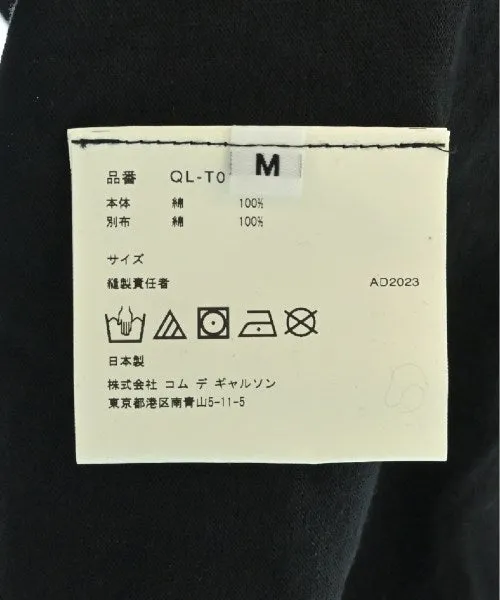 M
品番 QL-T0
本体 綿 100%
別布 綿 100%
サイズ
縫製責任者 AD2023
日本製
株式会社 コム デ ギャルソン
東京都港区南青山5-11-5